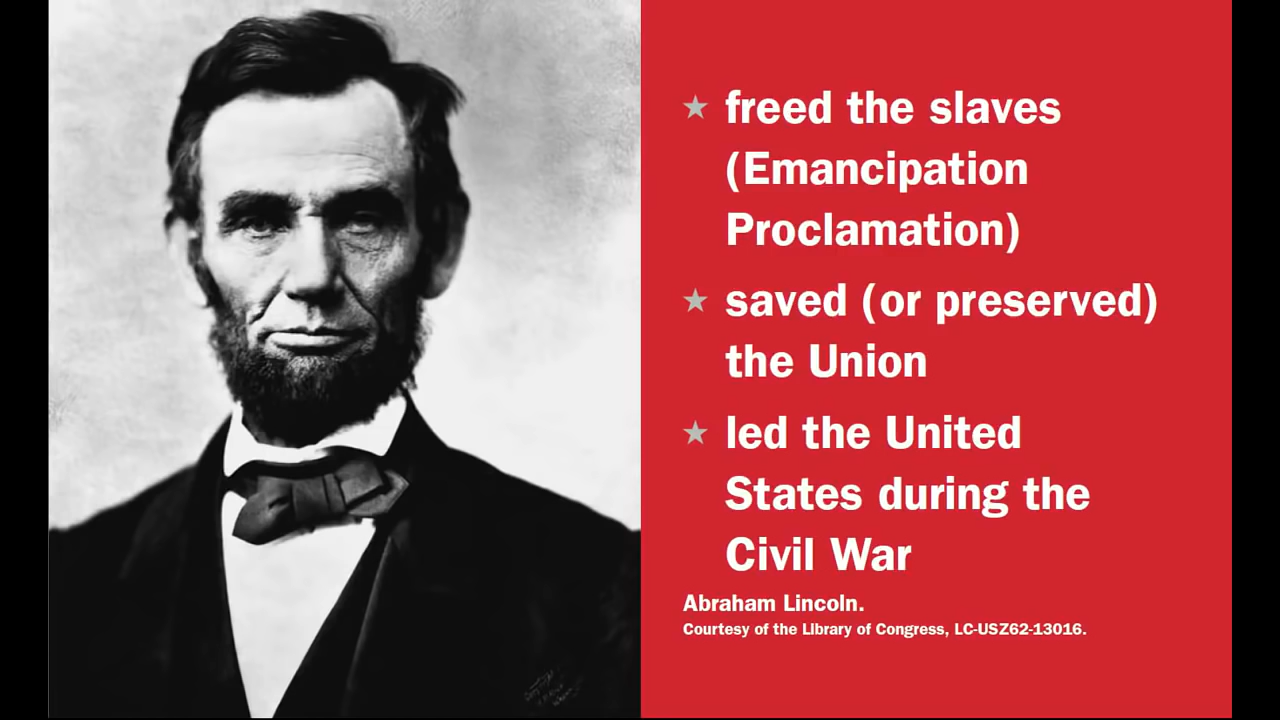 freed the slaves
(Emancipation
Proclamation)
saved (or preserved)
the Union
led the United
States during the
Civil War
Abraham Lincoln.
Courtesy of the Library of Congress, LC-USZ62-13016.